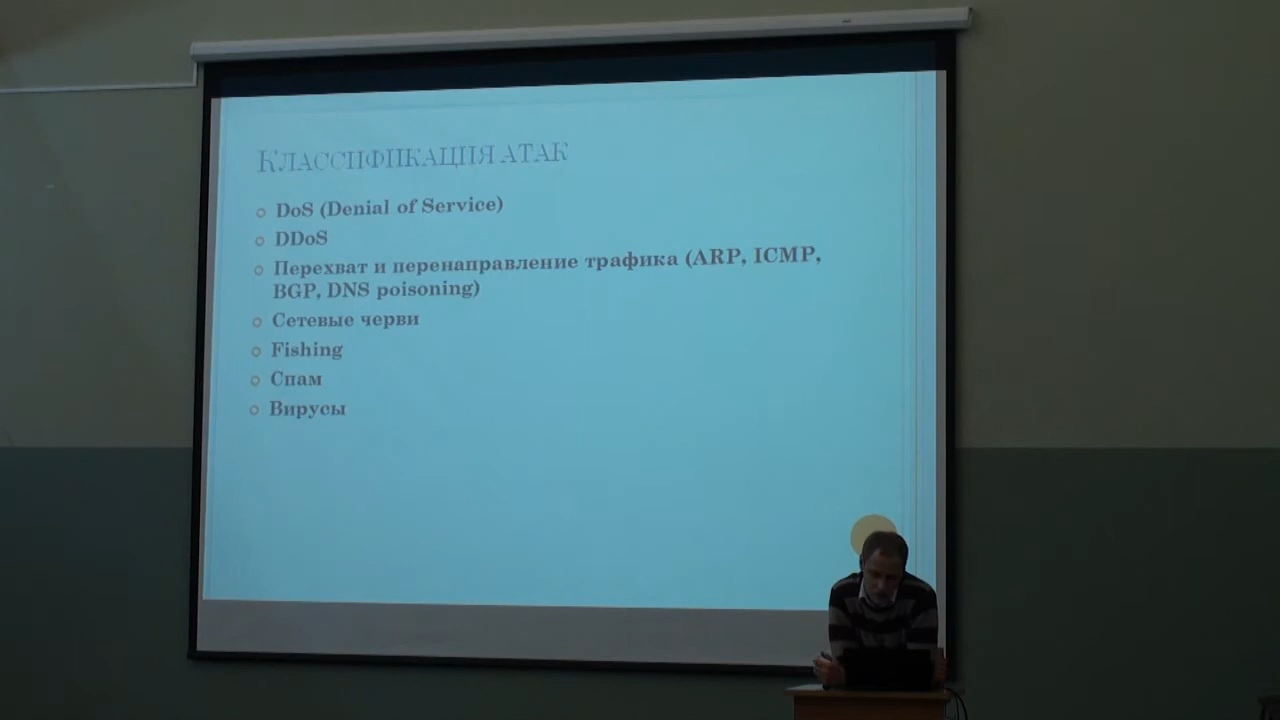 Классификация атак
DoS (Denial of Service)
DDoS
Перехват и перенаправление трафика (ARP, ICMP,
BGP, DNS poisoning)
Сетевые черви
Fishing
Спам
Вирусы